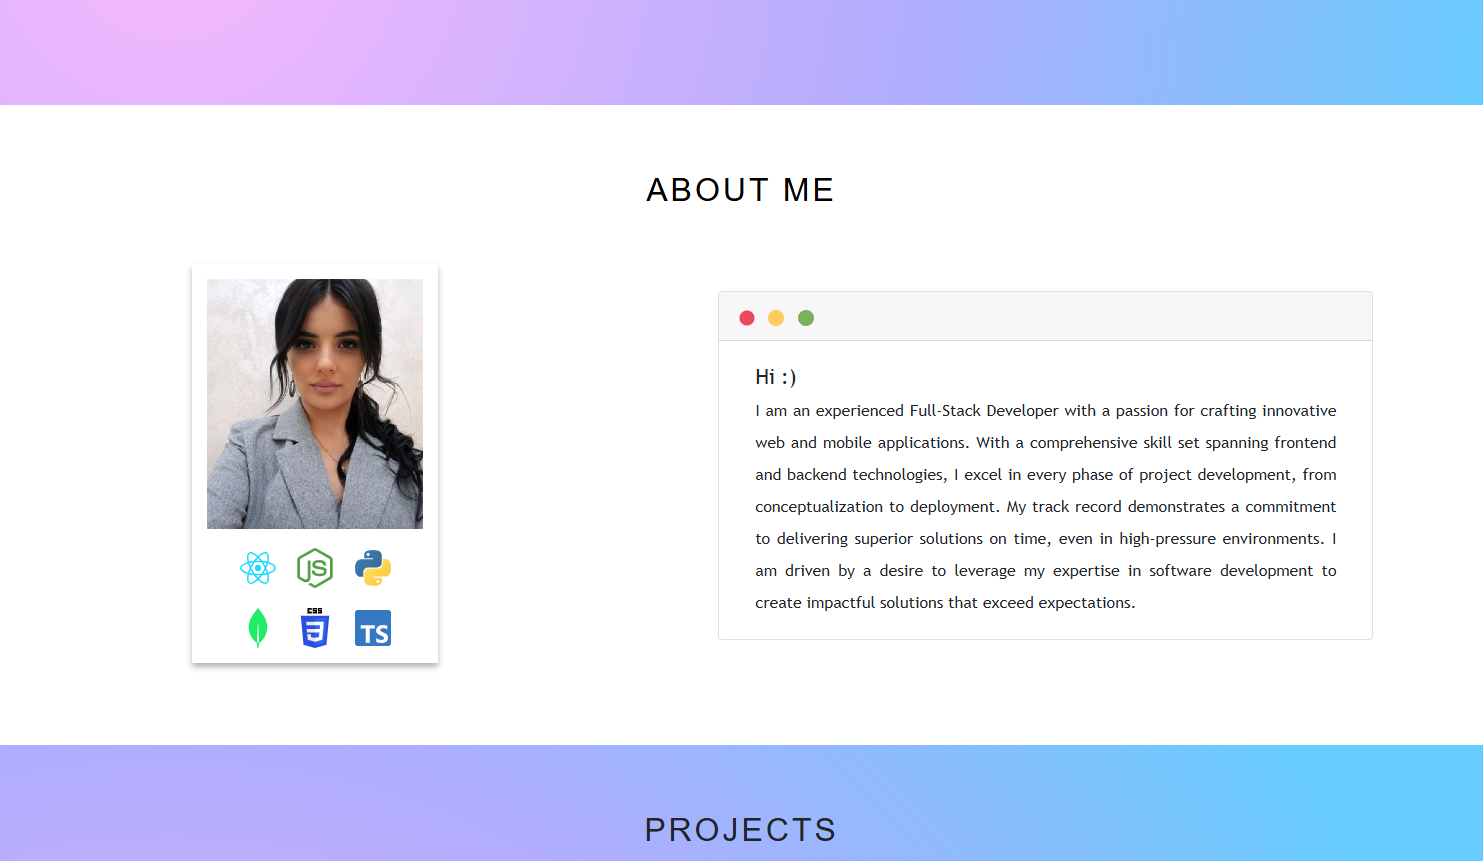 ABOUT ME
Hi :)
I am an experienced Full-Stack Developer with a passion for crafting innovative
web and mobile applications. With a comprehensive skill set spanning frontend
and backend technologies, I excel in every phase of project development, from
conceptualization to deployment. My track record demonstrates a commitment
to delivering superior solutions on time, even in high-pressure environments. I
am driven by a desire to leverage my expertise in software development to
create impactful solutions that exceed expectations.
JS
CSS
3
TS
PROJECTS